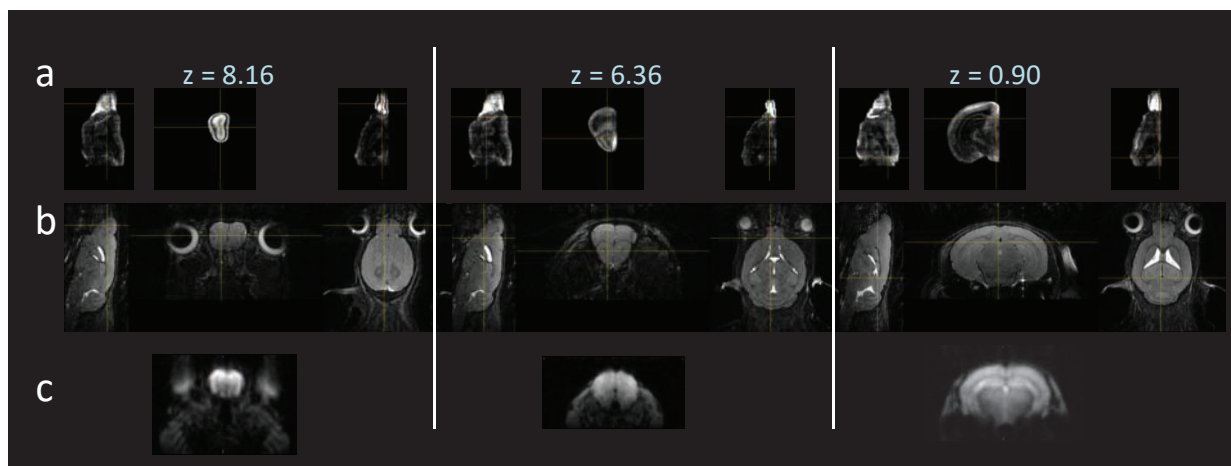 a
z = 8.16
z = 6.36
z = 0.90
b
c